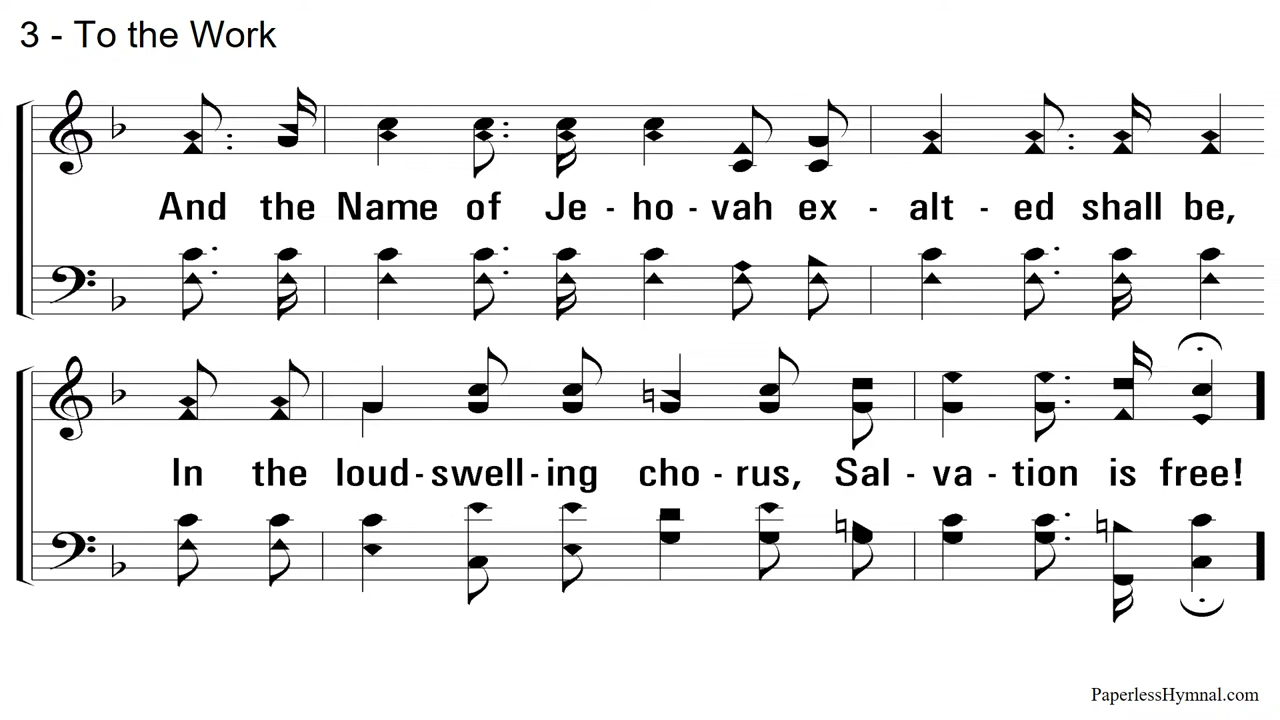 3 - To the Work
And the Name of Je - ho - vah ex - alt - ed shall be,
In the loud - swell - ing cho - rus, Sal - va - tion is free!
PaperlessHymnal.com